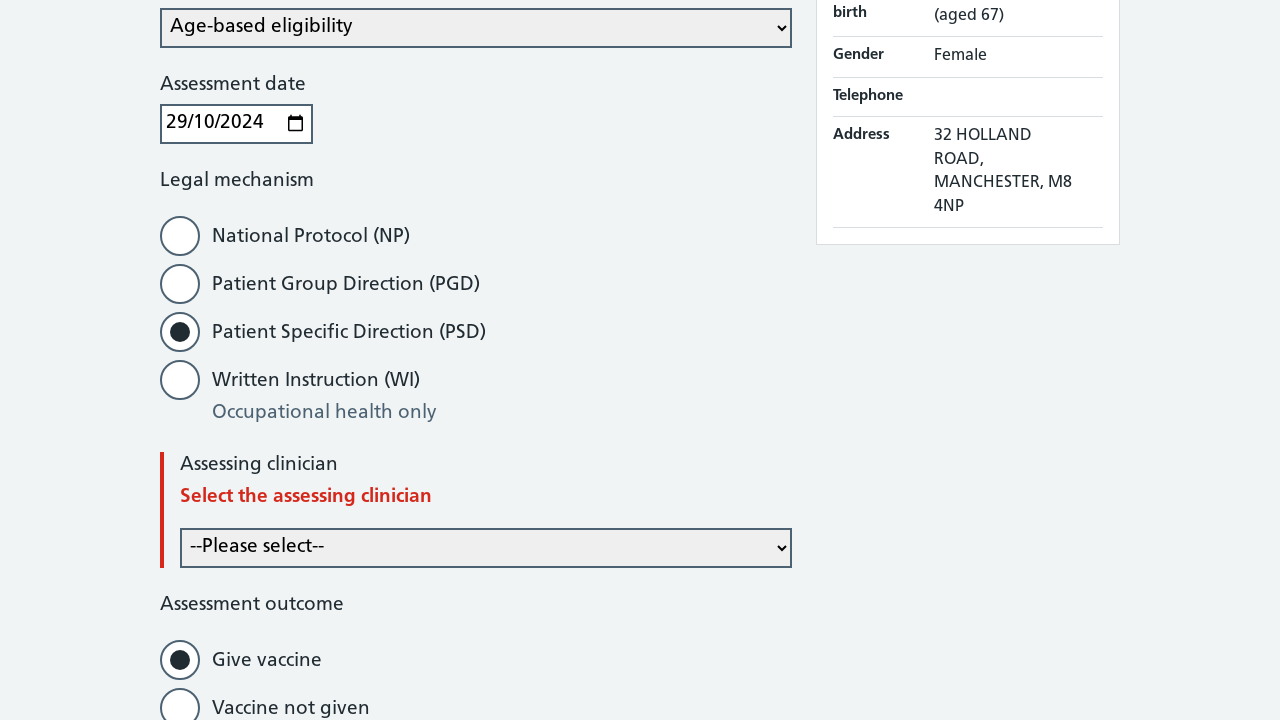 Age-based eligibility
Assessment date
29/10/2024
Legal mechanism
National Protocol (NP)
Patient Group Direction (PGD)
Patient Specific Direction (PSD)
Written Instruction (WI)
Occupational health only
Assessing clinician
Select the assessing clinician
--Please select--
Assessment outcome
Give vaccine
Vaccine not given
birth
(aged 67)
Gender
Female
Telephone
Address
32 HOLLAND
ROAD,
MANCHESTER, M8
4NP